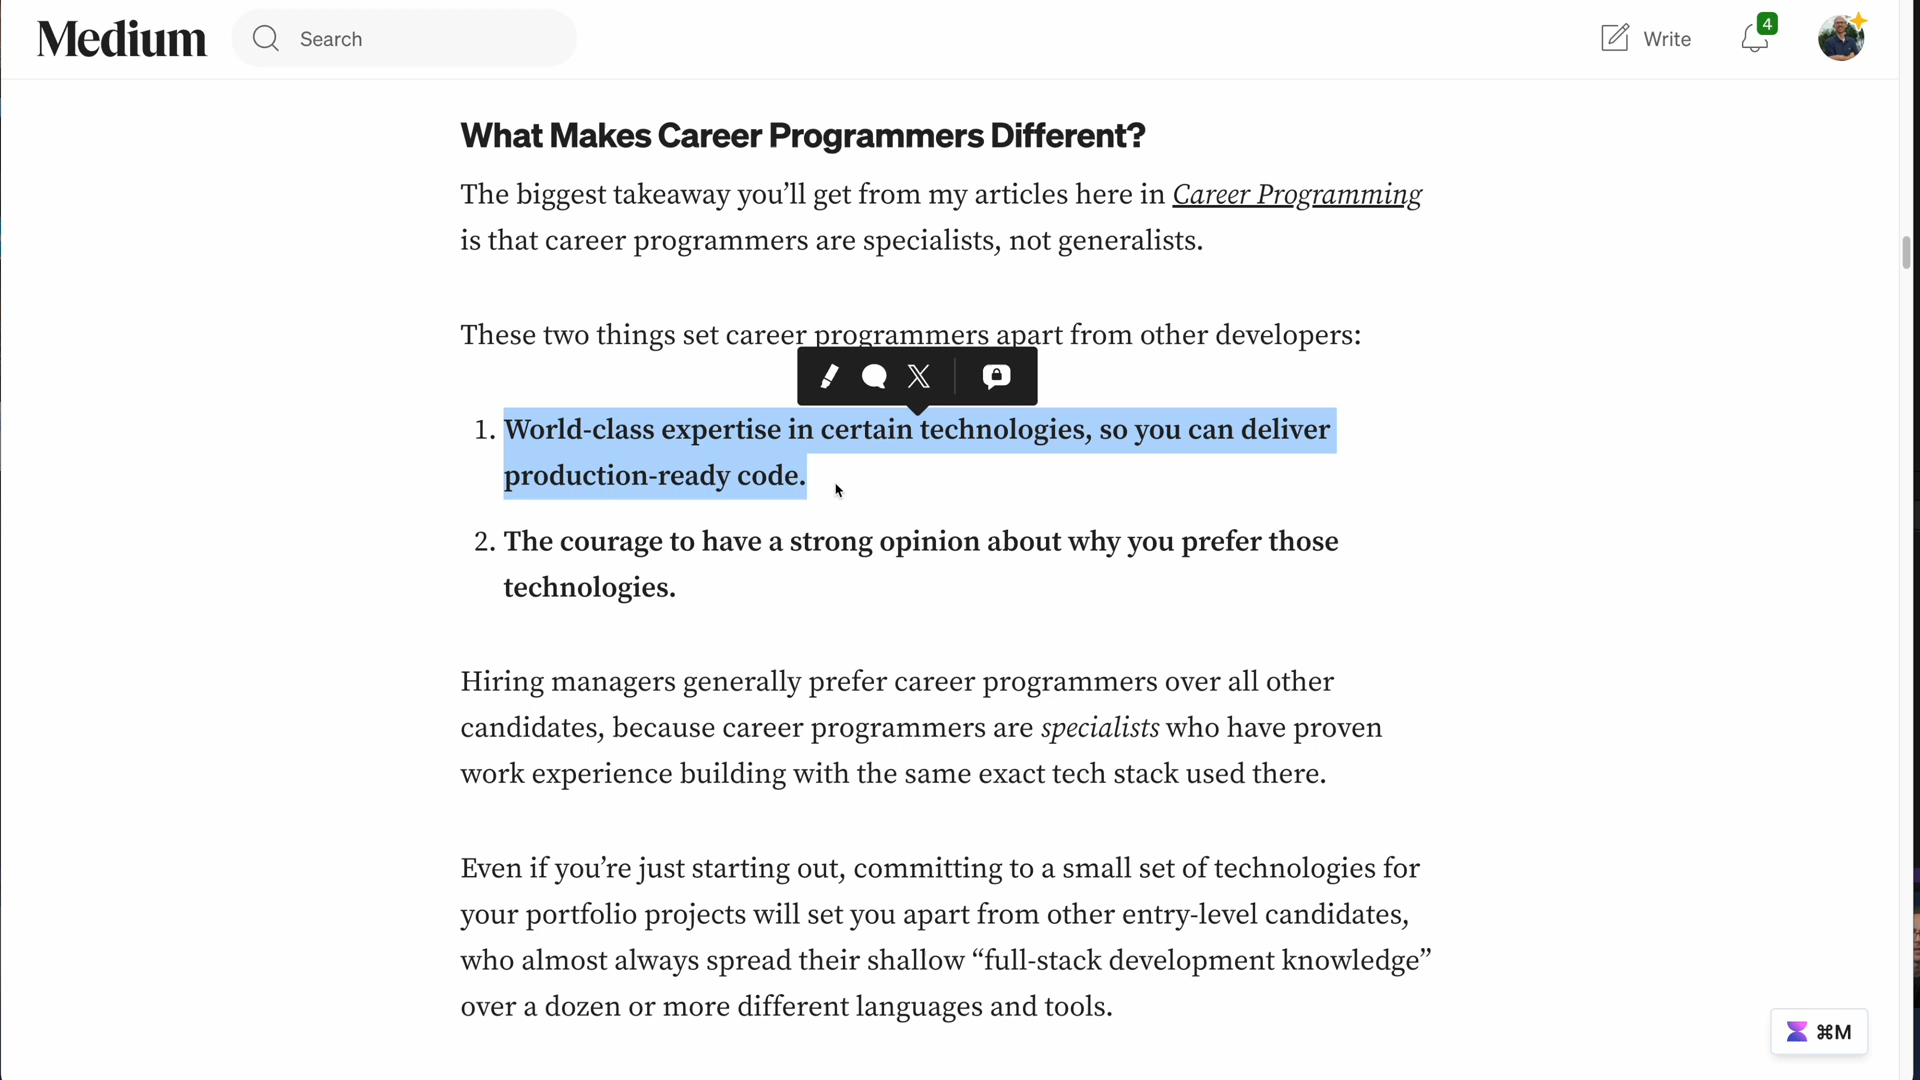 Medium
Search
Write
4
What Makes Career Programmers Different?
The biggest takeaway you’ll get from my articles here in Career Programming
is that career programmers are specialists, not generalists.
These two things set career programmers apart from other developers:
1. World-class expertise in certain technologies, so you can deliver
production-ready code.
2. The courage to have a strong opinion about why you prefer those
technologies.
Hiring managers generally prefer career programmers over all other
candidates, because career programmers are specialists who have proven
work experience building with the same exact tech stack used there.
Even if you’re just starting out, committing to a small set of technologies for
your portfolio projects will set you apart from other entry-level candidates,
who almost always spread their shallow “full-stack development knowledge”
over a dozen or more different languages and tools.
⌘M